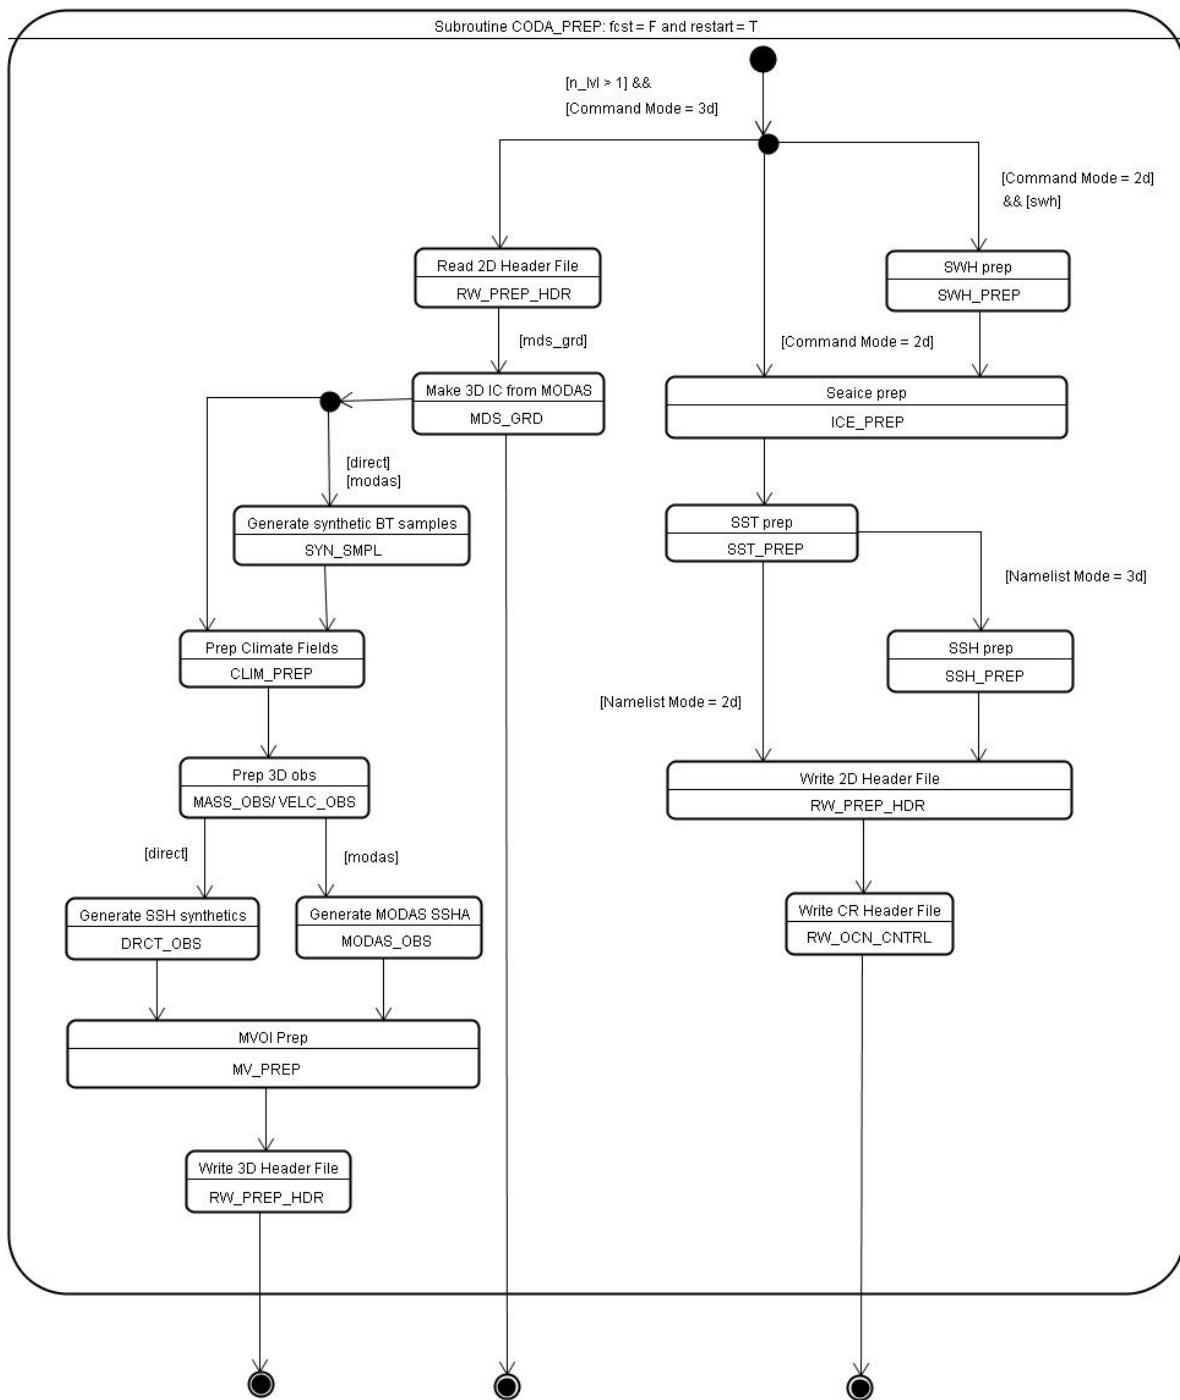 Subroutine CODA_PREP: fcst = F and restart = T
[n_lvl > 1] &&
[Command Mode = 3d]
[Command Mode = 2d]
&& [swh]
Read 2D Header File
RW_PREP_HDR
SWH prep
SWH_PREP
[mds_grd]
[Command Mode = 2d]
Make 3D IC from MODAS
MDS_GRD
Seaice prep
ICE_PREP
[direct]
[modas]
Generate synthetic BT samples
SYN_SMPL
SST prep
SST_PREP
[Namelist Mode = 3d]
Prep Climate Fields
CLIM_PREP
SSH prep
SSH_PREP
[Namelist Mode = 2d]
Prep 3D obs
MASS_OBS/VELC_OBS
Write 2D Header File
RW_PREP_HDR
[direct]
[modas]
Generate SSH synthetics
DRCT_OBS
Generate MODAS SSHA
MODAS_OBS
Write CR Header File
RW_OCN_CNTRL
MVOI Prep
MV_PREP
Write 3D Header File
RW_PREP_HDR